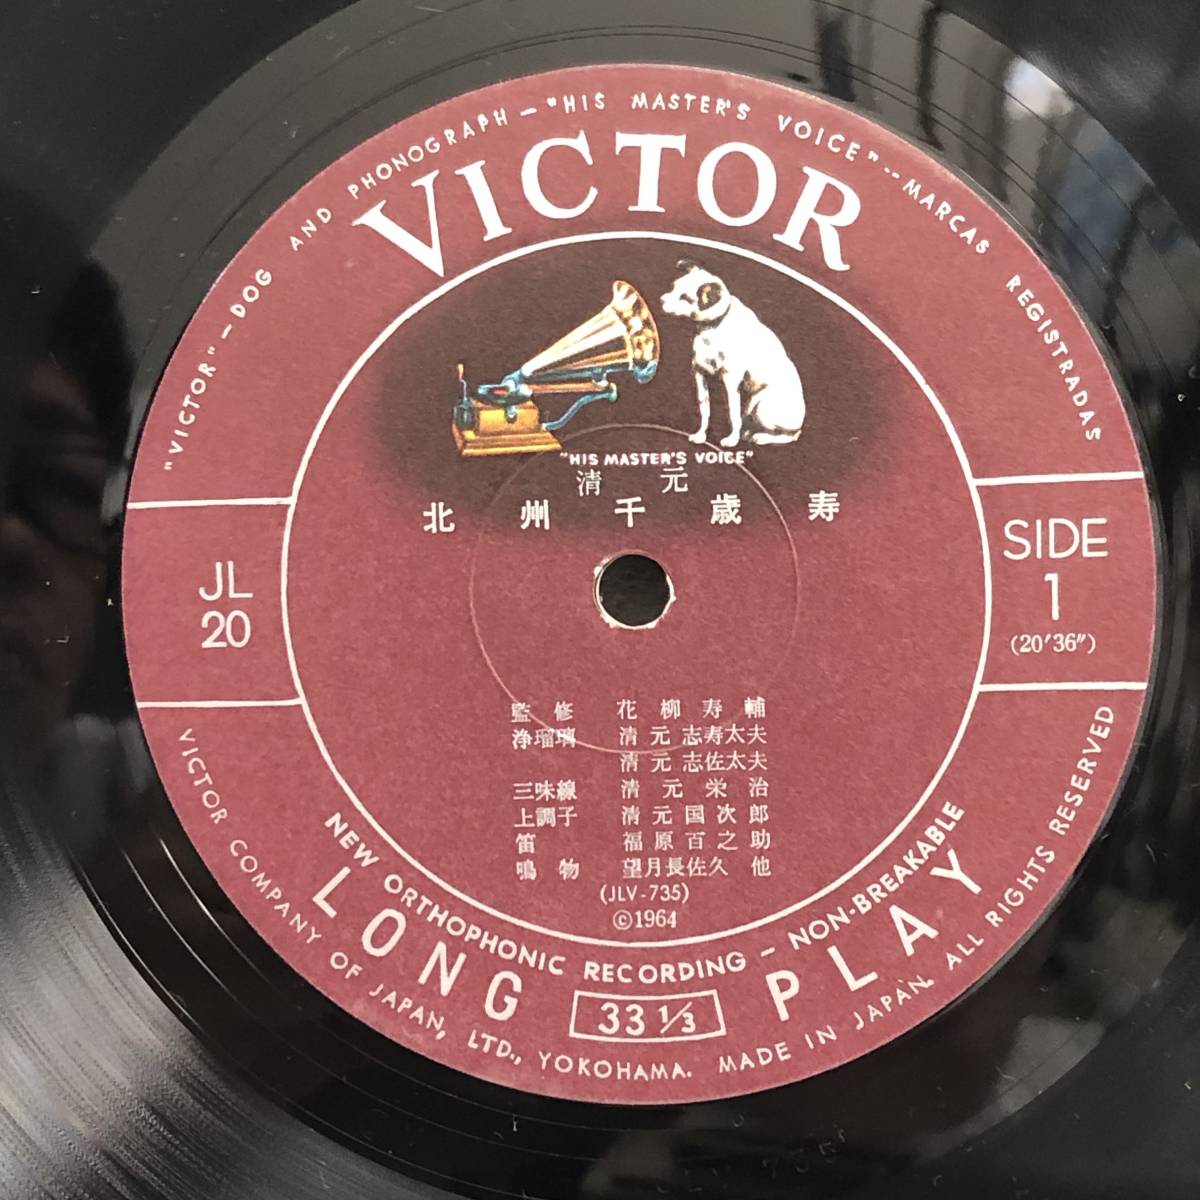 "VICTOR" – DOG AND PHONOGRAPH – "HIS MASTER'S VOICE" -- MARCAS REGISTRADAS
VICTOR
"HIS MASTER'S VOICE"
清元
北州千歳寿
JL
20
SIDE
1
(20'36")
監修 花柳寿輔
浄瑠璃 清元志寿太夫
清元志佐太夫
三味線 清元栄治
上調子 清元国次郎
笛 福原百之助
鳴物 望月長佐久 他
(JLV-735)
©1964
NEW ORTHOPHONIC RECORDING – NON-BREAKABLE
LONG PLAY
33 1/3
VICTOR COMPANY OF JAPAN, LTD., YOKOHAMA. MADE IN JAPAN. ALL RIGHTS RESERVED